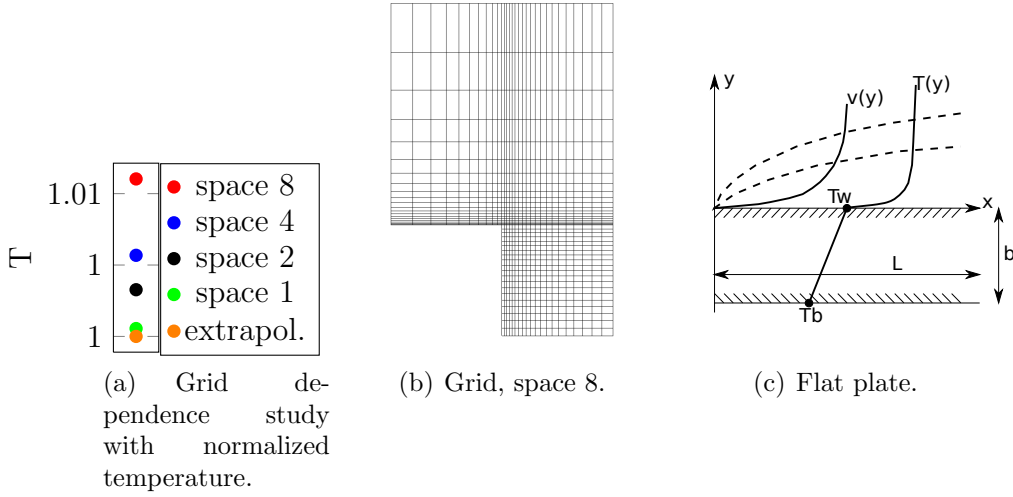 T
1.01
1
1
space 8
space 4
space 2
space 1
extrapol.
(a) Grid de-
pendence study
with normalized
temperature.
(b) Grid, space 8.
y
v(y)
T(y)
Tw
x
L
b
Tb
(c) Flat plate.